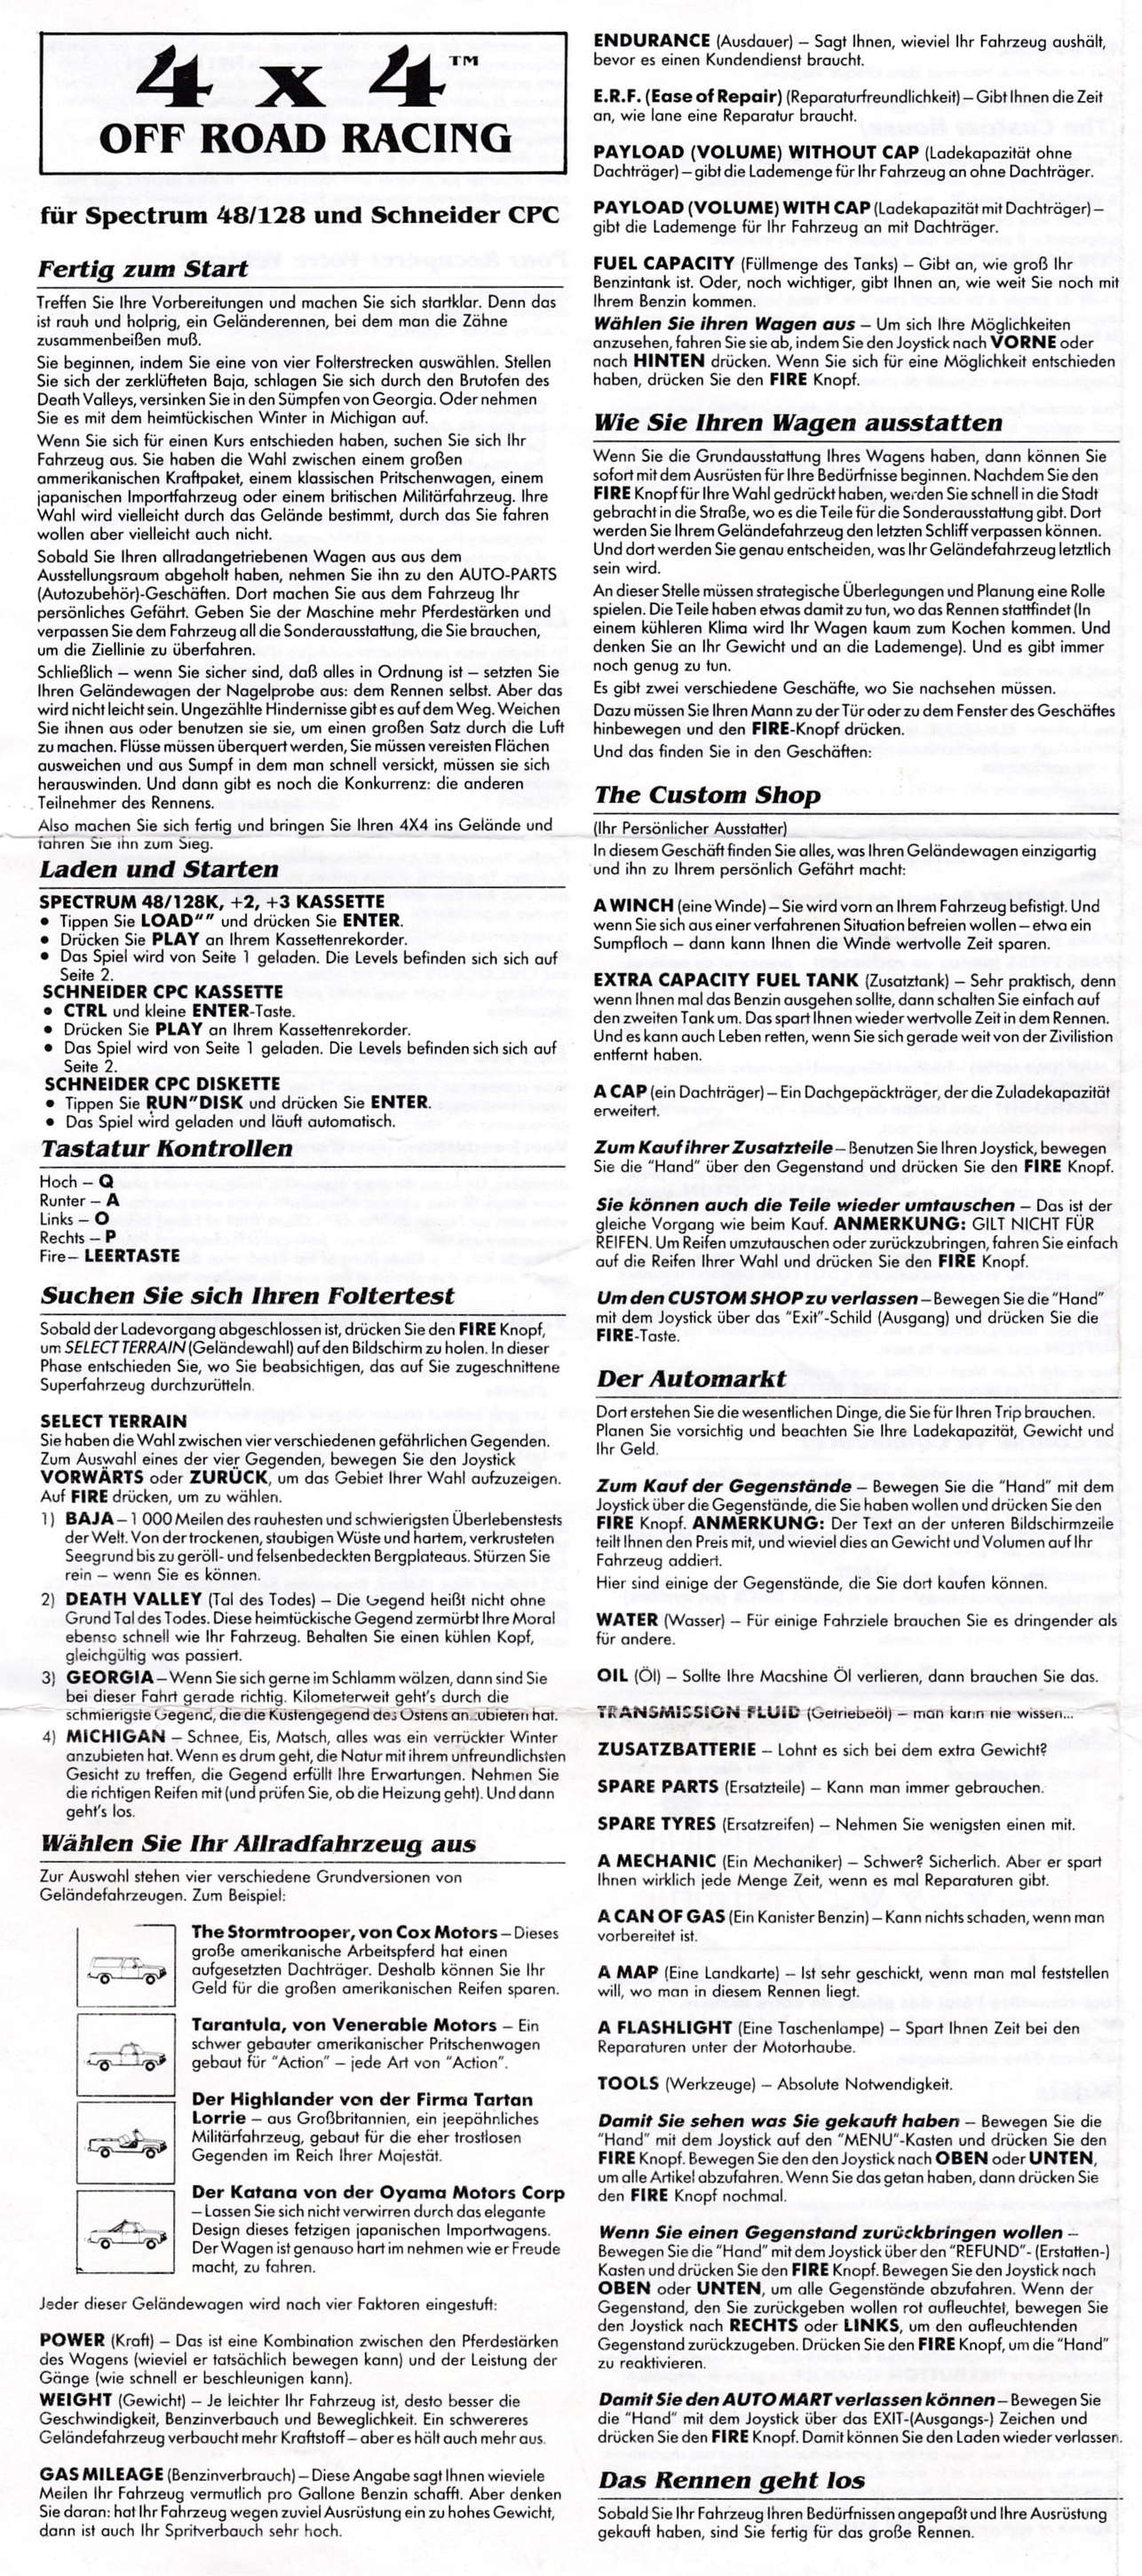 4 x 4™
OFF ROAD RACING
für Spectrum 48/128 und Schneider CPC
Fertig zum Start
Treffen Sie Ihre Vorbereitungen und machen Sie sich startklar. Denn das
ist rauh und holprig, ein Geländerennen, bei dem man die Zähne
zusammenbeißen muß.
Sie beginnen, indem Sie eine von vier Folterstrecken auswählen. Stellen
Sie sich der zerklüfteten Baja, schlagen Sie sich durch den Brutofen des
Death Valleys, versinken Sie in den Sümpfen von Georgia. Oder nehmen
Sie es mit dem heimtückischen Winter in Michigan auf.
Wenn Sie sich für einen Kurs entschieden haben, suchen Sie sich Ihr
Fahrzeug aus. Sie haben die Wahl zwischen einem großen
ammerikanischen Kraftpaket, einem klassischen Pritschenwagen, einem
japanischen Importfahrzeug oder einem britischen Militärfahrzeug. Ihre
Wahl wird vielleicht durch das Gelände bestimmt, durch das Sie fahren
wollen aber vielleicht auch nicht.
Sobald Sie Ihren allradangetriebenen Wagen aus aus dem
Ausstellungsraum abgeholt haben, nehmen Sie ihn zu den AUTO-PARTS
(Autozubehör)-Geschäften. Dort machen Sie aus dem Fahrzeug Ihr
persönliches Gefährt. Geben Sie der Maschine mehr Pferdestärken und
verpassen Sie dem Fahrzeug all die Sonderausstattung, die Sie brauchen,
um die Ziellinie zu überfahren.
Schließlich – wenn Sie sicher sind, daß alles in Ordnung ist – setzten Sie
Ihren Geländewagen der Nagelprobe aus: dem Rennen selbst. Aber das
wird nicht leicht sein. Ungezählte Hindernisse gibt es auf dem Weg. Weichen
Sie ihnen aus oder benutzen sie sie, um einen großen Satz durch die Luft
zu machen. Flüsse müssen überquert werden, Sie müssen vereisten Flächen
ausweichen und aus Sumpf in dem man schnell versickt, müssen sie sich
herauswinden. Und dann gibt es noch die Konkurrenz: die anderen
Teilnehmer des Rennens.
Also machen Sie sich fertig und bringen Sie Ihren 4X4 ins Gelände und
fahren Sie ihn zum Sieg.
Laden und Starten
SPECTRUM 48/128K, +2, +3 KASSETTE
• Tippen Sie LOAD"" und drücken Sie ENTER.
• Drücken Sie PLAY an Ihrem Kassettenrekorder.
• Das Spiel wird von Seite 1 geladen. Die Levels befinden sich sich auf
Seite 2.
SCHNEIDER CPC KASSETTE
• CTRL und kleine ENTER-Taste.
• Drücken Sie PLAY an Ihrem Kassettenrekorder.
• Das Spiel wird von Seite 1 geladen. Die Levels befinden sich sich auf
Seite 2.
SCHNEIDER CPC DISKETTE
• Tippen Sie RUN"DISK und drücken Sie ENTER.
• Das Spiel wird geladen und läuft automatisch.
Tastatur Kontrollen
Hoch – Q
Runter – A
Links – O
Rechts – P
Fire– LEERTASTE
Suchen Sie sich Ihren Foltertest
Sobald der Ladevorgang abgeschlossen ist, drücken Sie den FIRE Knopf,
um SELECT TERRAIN (Geländewahl) auf den Bildschirm zu holen. In dieser
Phase entschieden Sie, wo Sie beabsichtigen, das auf Sie zugeschnittene
Superfahrzeug durchzurütteln.
SELECT TERRAIN
Sie haben die Wahl zwischen vier verschiedenen gefährlichen Gegenden.
Zum Auswahl eines der vier Gegenden, bewegen Sie den Joystick
VORWÄRTS oder ZURÜCK, um das Gebiet Ihrer Wahl aufzuzeigen.
Auf FIRE drücken, um zu wählen.
1) BAJA – 1 000 Meilen des rauhesten und schwierigsten Überlebenstests
der Welt. Von der trockenen, staubigen Wüste und hartem, verkrusteten
Seegrund bis zu geröll- und felsenbedeckten Bergplateaus. Stürzen Sie
rein – wenn Sie es können.
2) DEATH VALLEY (Tal des Todes) – Die Gegend heißt nicht ohne
Grund Tal des Todes. Diese heimtückische Gegend zermürbt Ihre Moral
ebenso schnell wie Ihr Fahrzeug. Behalten Sie einen kühlen Kopf,
gleichgültig was passiert.
3) GEORGIA – Wenn Sie sich gerne im Schlamm wälzen, dann sind Sie
bei dieser Fahrt gerade richtig. Kilometerweit geht's durch die
schmierigste Gegend, die die Küstengegend des Ostens anzubieten hat.
4) MICHIGAN – Schnee, Eis, Matsch, alles was ein verrückter Winter
anzubieten hat. Wenn es drum geht, die Natur mit ihrem unfreundlichsten
Gesicht zu treffen, die Gegend erfüllt Ihre Erwartungen. Nehmen Sie
die richtigen Reifen mit (und prüfen Sie, ob die Heizung geht). Und dann
geht's los.
Wählen Sie Ihr Allradfahrzeug aus
Zur Auswahl stehen vier verschiedene Grundversionen von
Geländefahrzeugen. Zum Beispiel:
The Stormtrooper, von Cox Motors – Dieses
große amerikanische Arbeitspferd hat einen
aufgesetzten Dachträger. Deshalb können Sie Ihr
Geld für die großen amerikanischen Reifen sparen.
Tarantula, von Venerable Motors – Ein
schwer gebauter amerikanischer Pritschenwagen
gebaut für "Action" – jede Art von "Action".
Der Highlander von der Firma Tartan
Lorrie – aus Großbritannien, ein jeepähnliches
Militärfahrzeug, gebaut für die eher trostlosen
Gegenden im Reich Ihrer Majestät.
Der Katana von der Oyama Motors Corp
– Lassen Sie sich nicht verwirren durch das elegante
Design dieses fetzigen japanischen Importwagens.
Der Wagen ist genauso hart im nehmen wie er Freude
macht, zu fahren.
Jeder dieser Geländewagen wird nach vier Faktoren eingestuft:
POWER (Kraft) – Das ist eine Kombination zwischen den Pferdestärken
des Wagens (wieviel er tatsächlich bewegen kann) und der Leistung der
Gänge (wie schnell er beschleunigen kann).
WEIGHT (Gewicht) – Je leichter Ihr Fahrzeug ist, desto besser die
Geschwindigkeit, Benzinverbauch und Beweglichkeit. Ein schwereres
Geländefahrzeug verbaucht mehr Kraftstoff – aber es hält auch mehr aus.
GAS MILEAGE (Benzinverbrauch) – Diese Angabe sagt Ihnen wieviele
Meilen Ihr Fahrzeug vermutlich pro Gallone Benzin schafft. Aber denken
Sie daran: hat Ihr Fahrzeug wegen zuviel Ausrüstung ein zu hohes Gewicht,
dann ist auch Ihr Spritverbauch sehr hoch.
ENDURANCE (Ausdauer) – Sagt Ihnen, wieviel Ihr Fahrzeug aushält,
bevor es einen Kundendienst braucht.
E.R.F. (Ease of Repair) (Reparaturfreundlichkeit) – Gibt Ihnen die Zeit
an, wie lane eine Reparatur braucht.
PAYLOAD (VOLUME) WITHOUT CAP (Ladekapazität ohne
Dachträger) – gibt die Lademenge für Ihr Fahrzeug an ohne Dachträger.
PAYLOAD (VOLUME) WITH CAP (Ladekapazität mit Dachträger) –
gibt die Lademenge für Ihr Fahrzeug an mit Dachträger.
FUEL CAPACITY (Füllmenge des Tanks) – Gibt an, wie groß Ihr
Benzintank ist. Oder, noch wichtiger, gibt Ihnen an, wie weit Sie noch mit
Ihrem Benzin kommen.
Wählen Sie ihren Wagen aus – Um sich Ihre Möglichkeiten
anzusehen, fahren Sie sie ab, indem Sie den Joystick nach VORNE oder
nach HINTEN drücken. Wenn Sie sich für eine Möglichkeit entschieden
haben, drücken Sie den FIRE Knopf.
Wie Sie Ihren Wagen ausstatten
Wenn Sie die Grundausstattung Ihres Wagens haben, dann können Sie
sofort mit dem Ausrüsten für Ihre Bedürfnisse beginnen. Nachdem Sie den
FIRE Knopf für Ihre Wahl gedrückt haben, werden Sie schnell in die Stadt
gebracht in die Straße, wo es die Teile für die Sonderausstattung gibt. Dort
werden Sie Ihrem Geländefahrzeug den letzten Schliff verpassen können.
Und dort werden Sie genau entscheiden, was Ihr Geländefahrzeug letztlich
sein wird.
An dieser Stelle müssen strategische Überlegungen und Planung eine Rolle
spielen. Die Teile haben etwas damit zu tun, wo das Rennen stattfindet (In
einem kühleren Klima wird Ihr Wagen kaum zum Kochen kommen. Und
denken Sie an Ihr Gewicht und an die Lademenge). Und es gibt immer
noch genug zu tun.
Es gibt zwei verschiedene Geschäfte, wo Sie nachsehen müssen.
Dazu müssen Sie Ihren Mann zu der Tür oder zu dem Fenster des Geschäftes
hinbewegen und den FIRE-Knopf drücken.
Und das finden Sie in den Geschäften:
The Custom Shop
(Ihr Persönlicher Ausstatter)
In diesem Geschäft finden Sie alles, was Ihren Geländewagen einzigartig
und ihn zu Ihrem persönlich Gefährt macht:
A WINCH (eine Winde) – Sie wird vorn an Ihrem Fahrzeug befistigt. Und
wenn Sie sich aus einer verfahrenen Situation befreien wollen – etwa ein
Sumpfloch – dann kann Ihnen die Winde wertvolle Zeit sparen.
EXTRA CAPACITY FUEL TANK (Zusatztank) – Sehr praktisch, denn
wenn Ihnen mal das Benzin ausgehen sollte, dann schalten Sie einfach auf
den zweiten Tank um. Das spart Ihnen wieder wertvolle Zeit in dem Rennen.
Und es kann auch Leben retten, wenn Sie sich gerade weit von der Zivilistion
entfernt haben.
A CAP (ein Dachträger) – Ein Dachgepäckträger, der die Zuladekapazität
erweitert.
Zum Kauf ihrer Zusatzteile – Benutzen Sie Ihren Joystick, bewegen
Sie die "Hand" über den Gegenstand und drücken Sie den FIRE Knopf.
Sie können auch die Teile wieder umtauschen – Das ist der
gleiche Vorgang wie beim Kauf. ANMERKUNG: GILT NICHT FÜR
REIFEN. Um Reifen umzutauschen oder zurückzubringen, fahren Sie einfach
auf die Reifen Ihrer Wahl und drücken Sie den FIRE Knopf.
Um den CUSTOM SHOP zu verlassen – Bewegen Sie die "Hand"
mit dem Joystick über das "Exit"-Schild (Ausgang) und drücken Sie die
FIRE-Taste.
Der Automarkt
Dort erstehen Sie die wesentlichen Dinge, die Sie für Ihren Trip brauchen.
Planen Sie vorsichtig und beachten Sie Ihre Ladekapazität, Gewicht und
Ihr Geld.
Zum Kauf der Gegenstände – Bewegen Sie die "Hand" mit dem
Joystick über die Gegenstände, die Sie haben wollen und drücken Sie den
FIRE Knopf. ANMERKUNG: Der Text an der unteren Bildschirmzeile
teilt Ihnen den Preis mit, und wieviel dies an Gewicht und Volumen auf Ihr
Fahrzeug addiert.
Hier sind einige der Gegenstände, die Sie dort kaufen können.
WATER (Wasser) – Für einige Fahrziele brauchen Sie es dringender als
für andere.
OIL (Öl) – Sollte Ihre Macshine Öl verlieren, dann brauchen Sie das.
TRANSMISSION FLUID (Getriebeöl) – man kann nie wissen...
ZUSATZBATTERIE – Lohnt es sich bei dem extra Gewicht?
SPARE PARTS (Ersatzteile) – Kann man immer gebrauchen.
SPARE TYRES (Ersatzreifen) – Nehmen Sie wenigsten einen mit.
A MECHANIC (Ein Mechaniker) – Schwer? Sicherlich. Aber er spart
Ihnen wirklich jede Menge Zeit, wenn es mal Reparaturen gibt.
A CAN OF GAS (Ein Kanister Benzin) – Kann nichts schaden, wenn man
vorbereitet ist.
A MAP (Eine Landkarte) – Ist sehr geschickt, wenn man mal feststellen
will, wo man in diesem Rennen liegt.
A FLASHLIGHT (Eine Taschenlampe) – Spart Ihnen Zeit bei den
Reparaturen unter der Motorhaube.
TOOLS (Werkzeuge) – Absolute Notwendigkeit.
Damit Sie sehen was Sie gekauft haben – Bewegen Sie die
"Hand" mit dem Joystick auf den "MENU"-Kasten und drücken Sie den
FIRE Knopf. Bewegen Sie den den Joystick nach OBEN oder UNTEN,
um alle Artikel abzufahren. Wenn Sie das getan haben, dann drücken Sie
den FIRE Knopf nochmal.
Wenn Sie einen Gegenstand zurückbringen wollen –
Bewegen Sie die "Hand" mit dem Joystick über den "REFUND"- (Erstatten-)
Kasten und drücken Sie den FIRE Knopf. Bewegen Sie den Joystick nach
OBEN oder UNTEN, um alle Gegenstände abzufahren. Wenn der
Gegenstand, den Sie zurückgeben wollen rot aufleuchtet, bewegen Sie
den Joystick nach RECHTS oder LINKS, um den aufleuchtenden
Gegenstand zurückzugeben. Drücken Sie den FIRE Knopf, um die "Hand"
zu reaktivieren.
Damit Sie den AUTO MART verlassen können – Bewegen Sie
die "Hand" mit dem Joystick über das EXIT-(Ausgangs-) Zeichen und
drücken Sie den FIRE Knopf. Damit können Sie den Laden wieder verlassen.
Das Rennen geht los
Sobald Sie Ihr Fahrzeug Ihren Bedürfnissen angepaßt und Ihre Ausrüstung
gekauft haben, sind Sie fertig für das große Rennen.